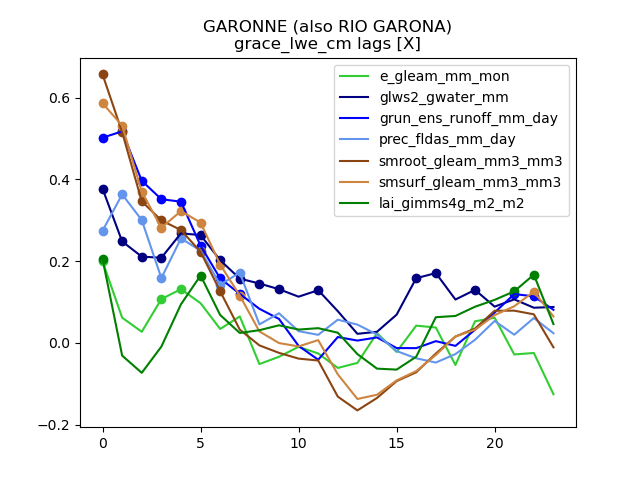 GARONNE (also RIO GARONA)
grace_lwe_cm lags [X]
e_gleam_mm_mon
glws2_gwater_mm
grun_ens_runoff_mm_day
prec_fldas_mm_day
smroot_gleam_mm3_mm3
smsurf_gleam_mm3_mm3
lai_gimms4g_m2_m2
0.6
0.4
0.2
0.0
−0.2
0 5 10 15 20